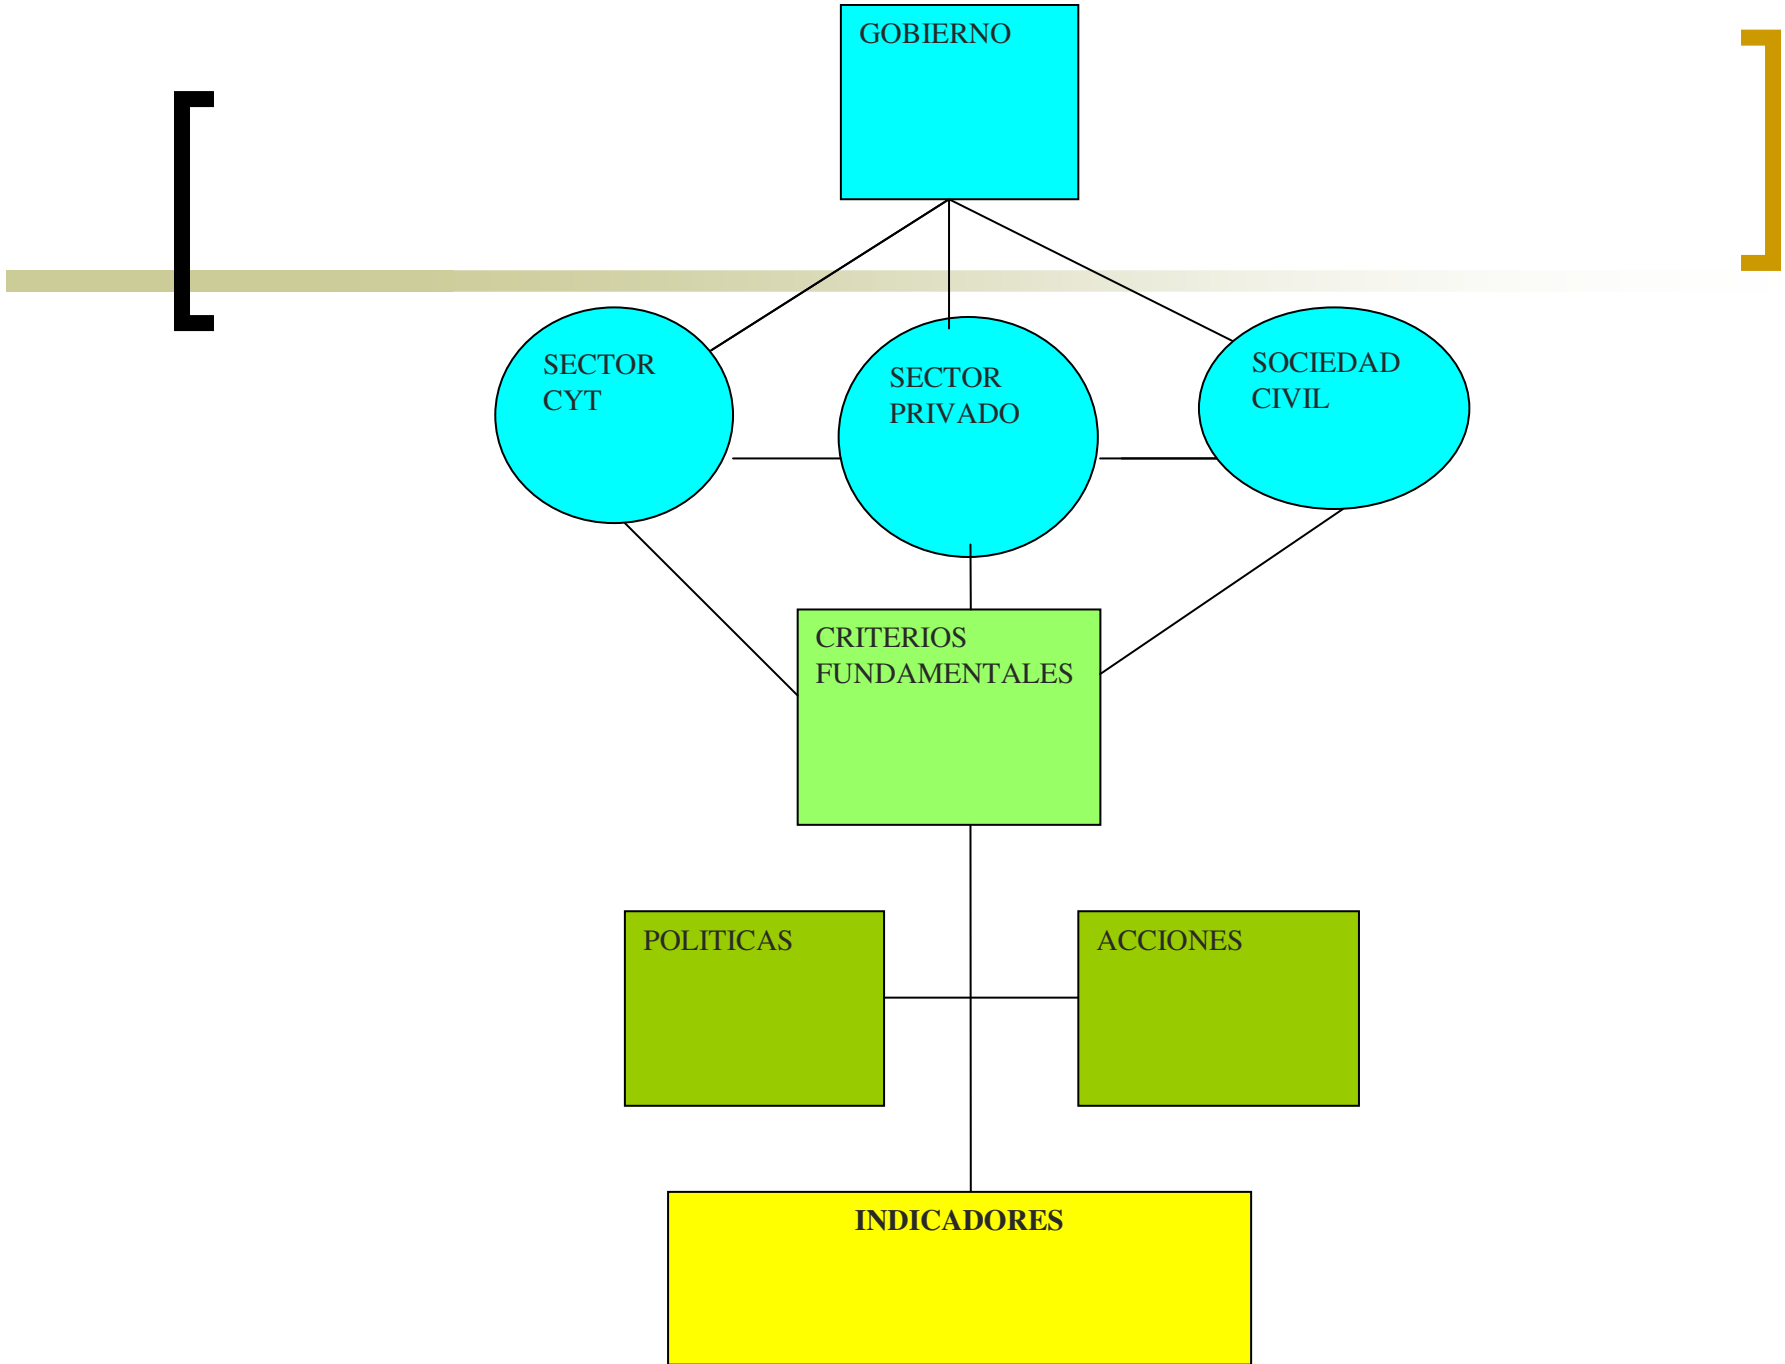 GOBIERNO
SECTOR
CYT
SECTOR
PRIVADO
SOCIEDAD
CIVIL
CRITERIOS
FUNDAMENTALES
POLITICAS
ACCIONES
INDICADORES